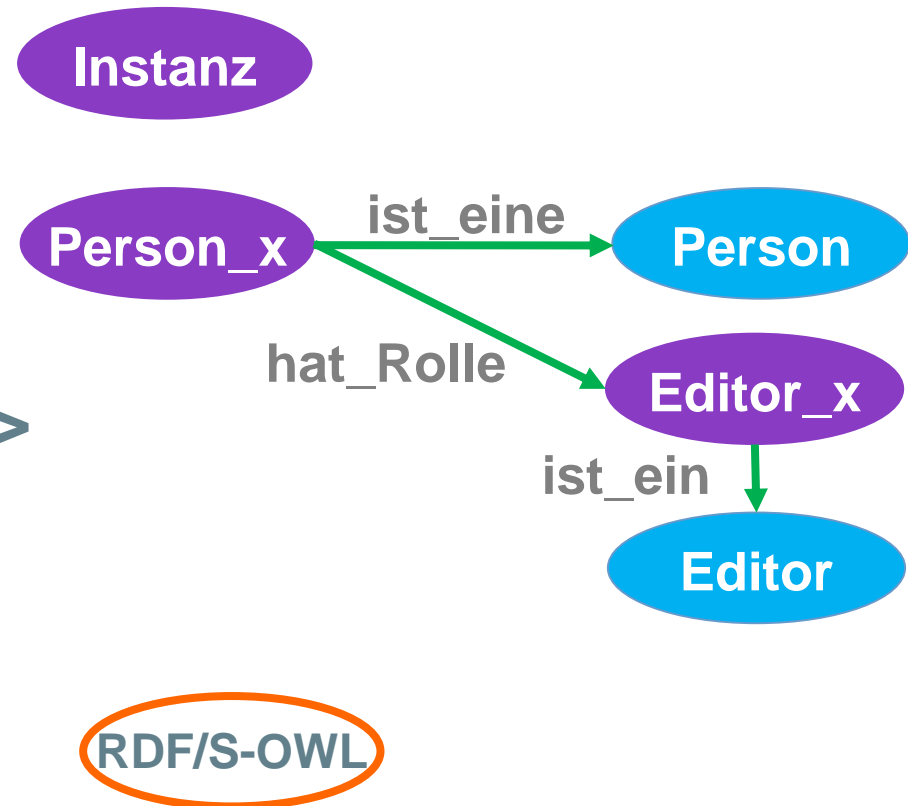 Instanz
ist_eine
Person_x
Person
hat_Rolle
Editor_x
>
ist_ein
Editor
RDF/S-OWL